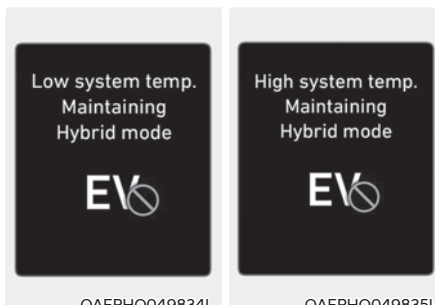 Low system temp.
Maintaining
Hybrid mode
EV
High system temp.
Maintaining
Hybrid mode
EV